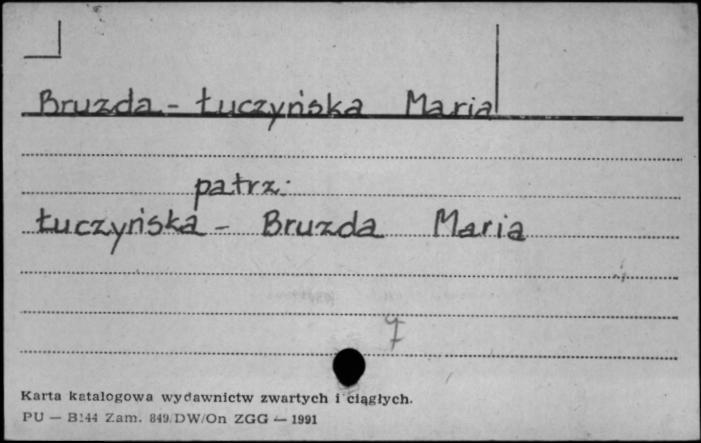 Bruzda - Łuczyńska Maria
patrz:
Łuczyńska - Bruzda Maria
Karta katalogowa wydawnictw zwartych i ciągłych.
PU — B144 Zam. 849/DW/On ZGG — 1991